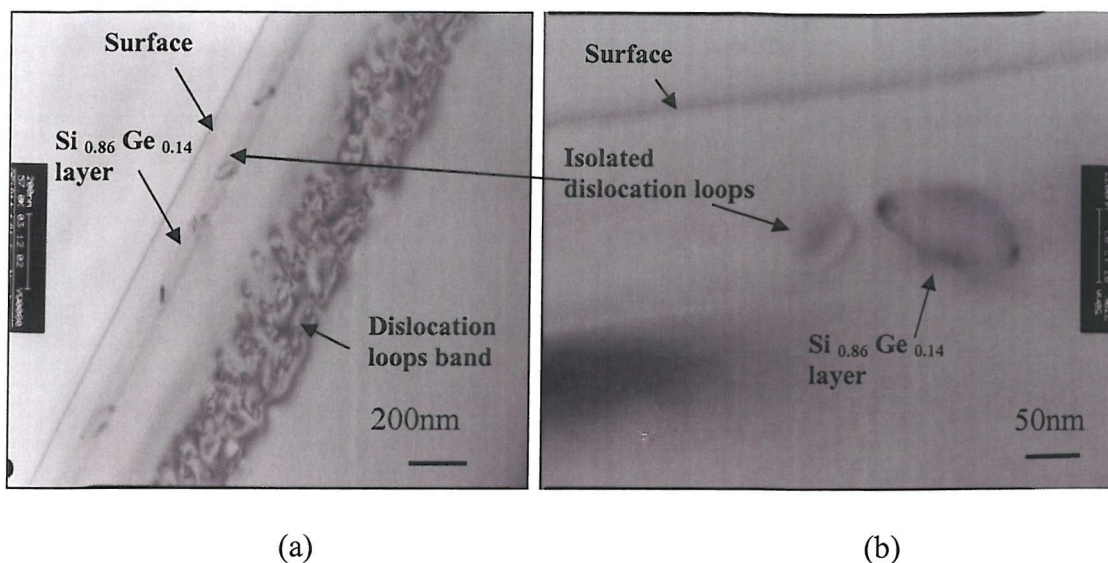 Surface
Si 0.86 Ge 0.14
layer
Dislocation
loops band
200nm
Surface
Isolated
dislocation loops
Si 0.86 Ge 0.14
layer
50nm
(a)
(b)